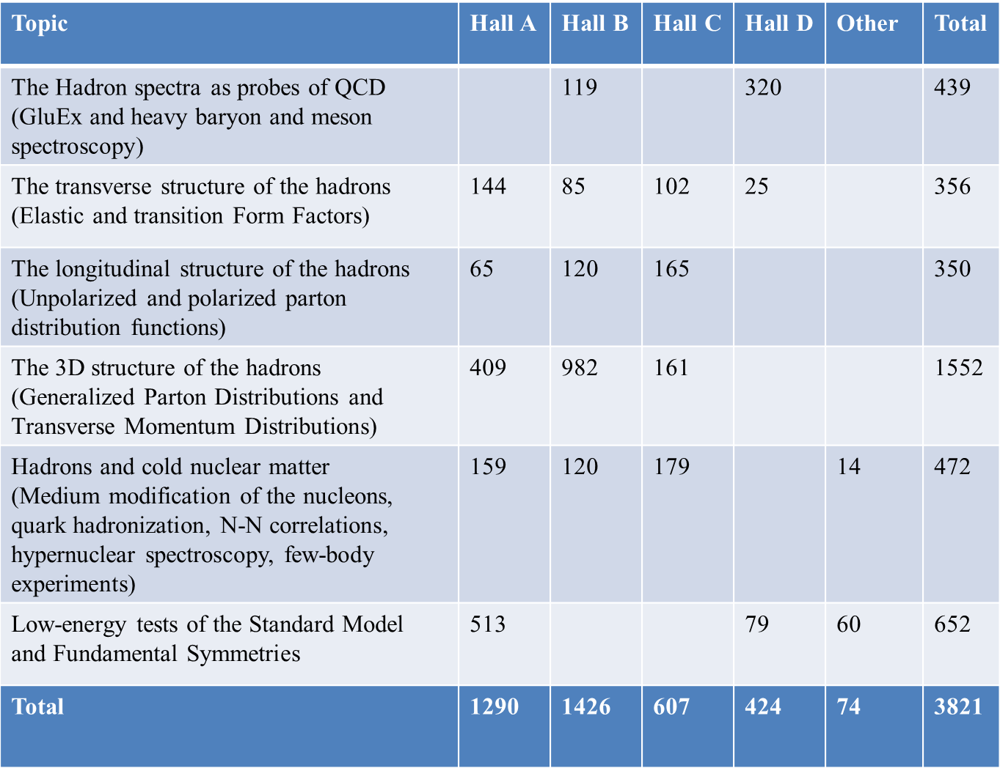 Topic Hall A Hall B Hall C Hall D Other Total
The Hadron spectra as probes of QCD 119 320 439
(GluEx and heavy baryon and meson
spectroscopy)
The transverse structure of the hadrons 144 85 102 25 356
(Elastic and transition Form Factors)
The longitudinal structure of the hadrons 65 120 165 350
(Unpolarized and polarized parton
distribution functions)
The 3D structure of the hadrons 409 982 161 1552
(Generalized Parton Distributions and
Transverse Momentum Distributions)
Hadrons and cold nuclear matter 159 120 179 14 472
(Medium modification of the nucleons,
quark hadronization, N-N correlations,
hypernuclear spectroscopy, few-body
experiments)
Low-energy tests of the Standard Model 513 79 60 652
and Fundamental Symmetries
Total 1290 1426 607 424 74 3821